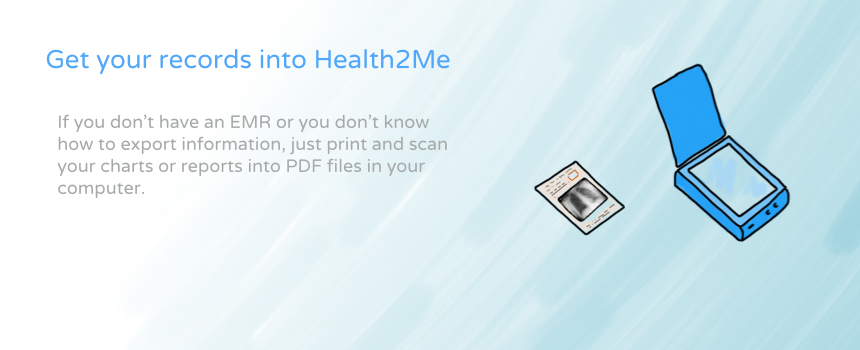 Get your records into Health2Me
If you don't have an EMR or you don't know
how to export information, just print and scan
your charts or reports into PDF files in your
computer.